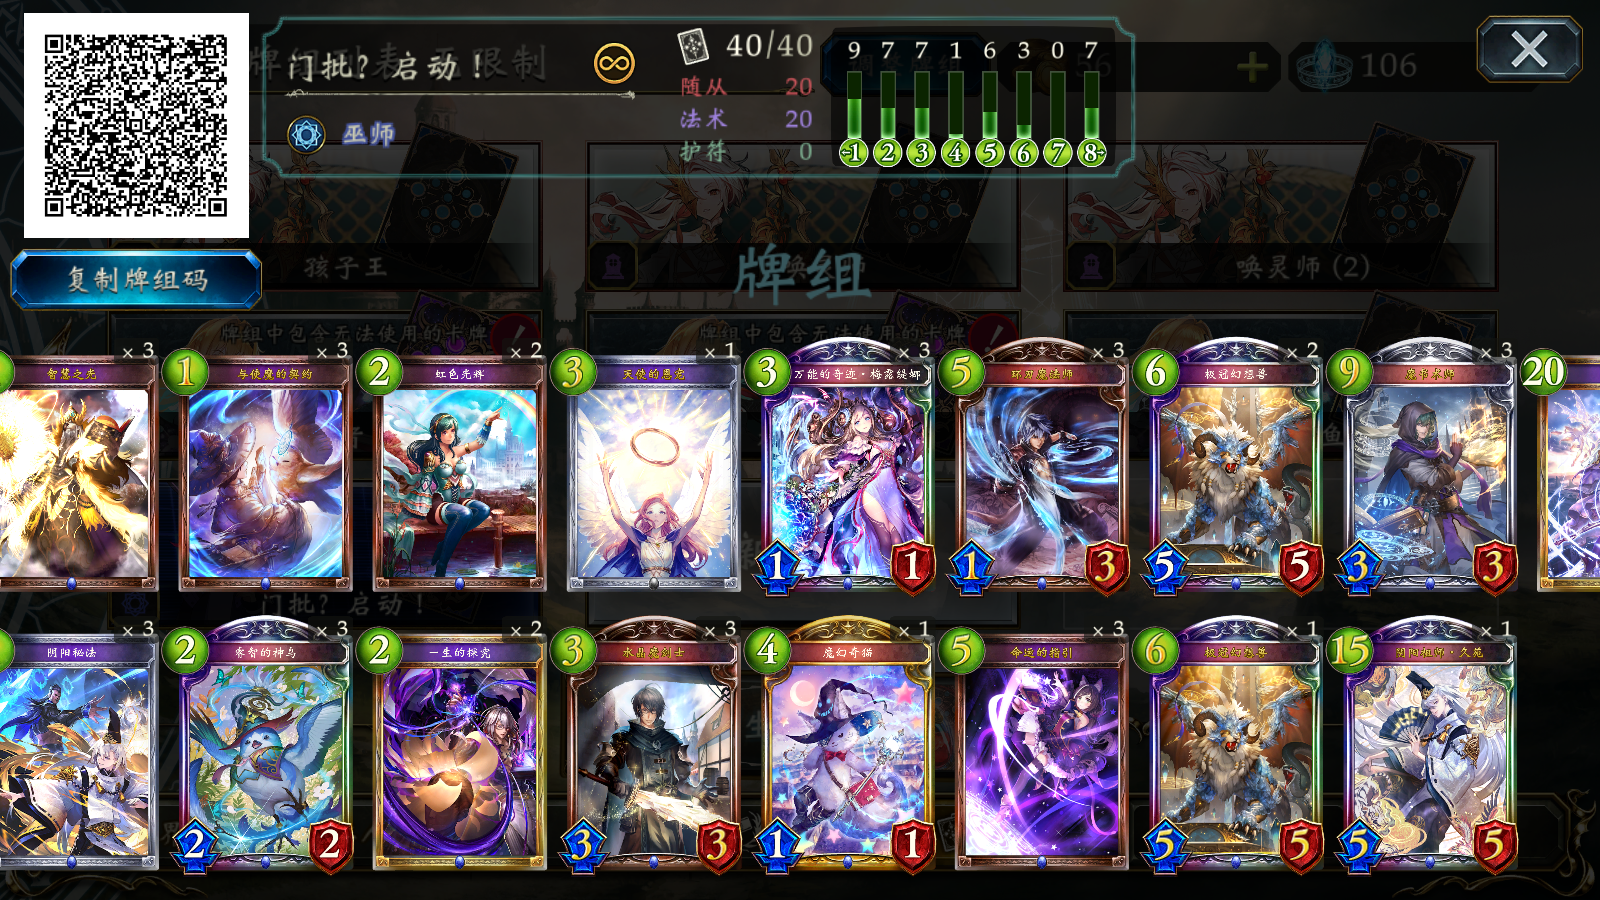 门批？启动！
40/40
随从 20
法术 20
护符 0
巫师
9 7 7 1 6 3 0 7
1 2 3 4 5 6 7 8
106
复制牌组码
孩子王
唤灵师 (2)
牌组
牌组中包含无法使用的卡牌
牌组中包含无法使用的卡牌
×3 ×3 ×2 ×1 ×3 ×3 ×2 ×3
智慧之光
1 与使魔的契约
2 虹色光辉
3 天使的恩宠
3 万能的奇迹·梅露缇娜 1 1
5 环刃魔法师 1 3
6 极冠幻想兽 5 5
9 魔书术师 3 3
20
门批？启动！
×3 ×3 ×2 ×3 ×1 ×3 ×1 ×1
阴阳秘法
2 睿智的神鸟 2 2
2 一生的探究
3 水晶魔剑士 3 3
4 魔幻奇猫 1 1
5 命运的指引
6 极冠幻想兽 5 5
15 阴阳祖师·久苑 5 5